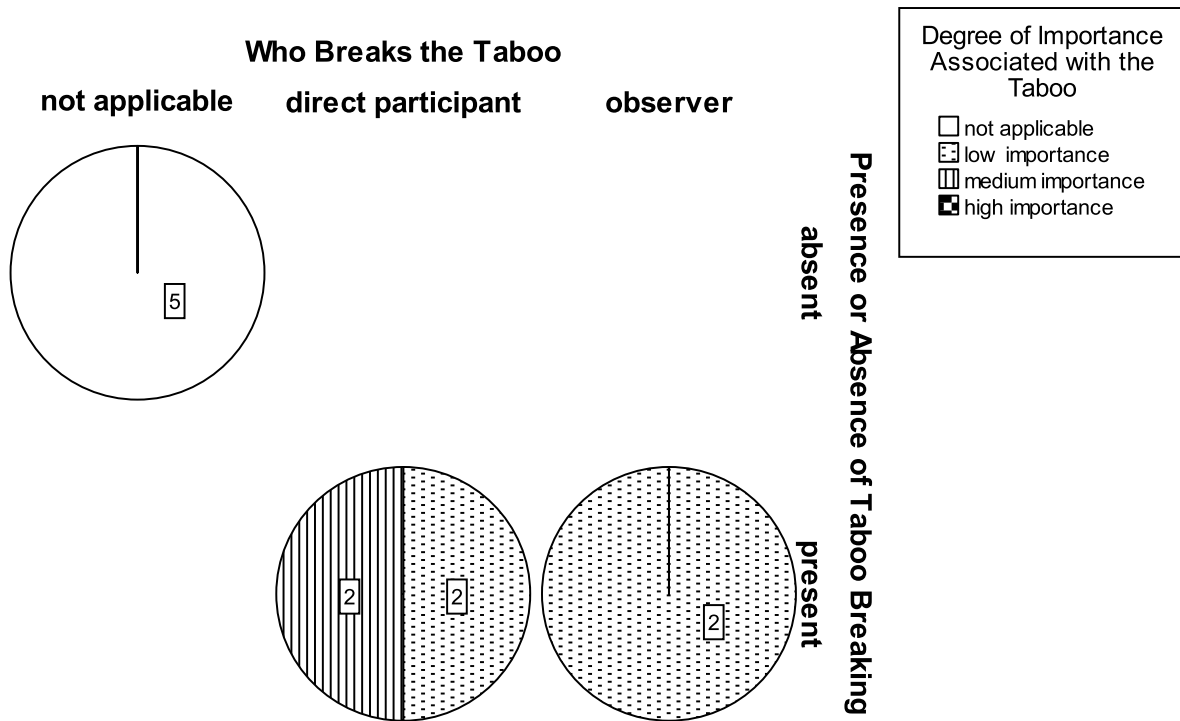 Who Breaks the Taboo
not applicable
direct participant
observer
5
2
2
2
absent
present
Presence or Absence of Taboo Breaking
Degree of Importance
Associated with the
Taboo
not applicable
low importance
medium importance
high importance